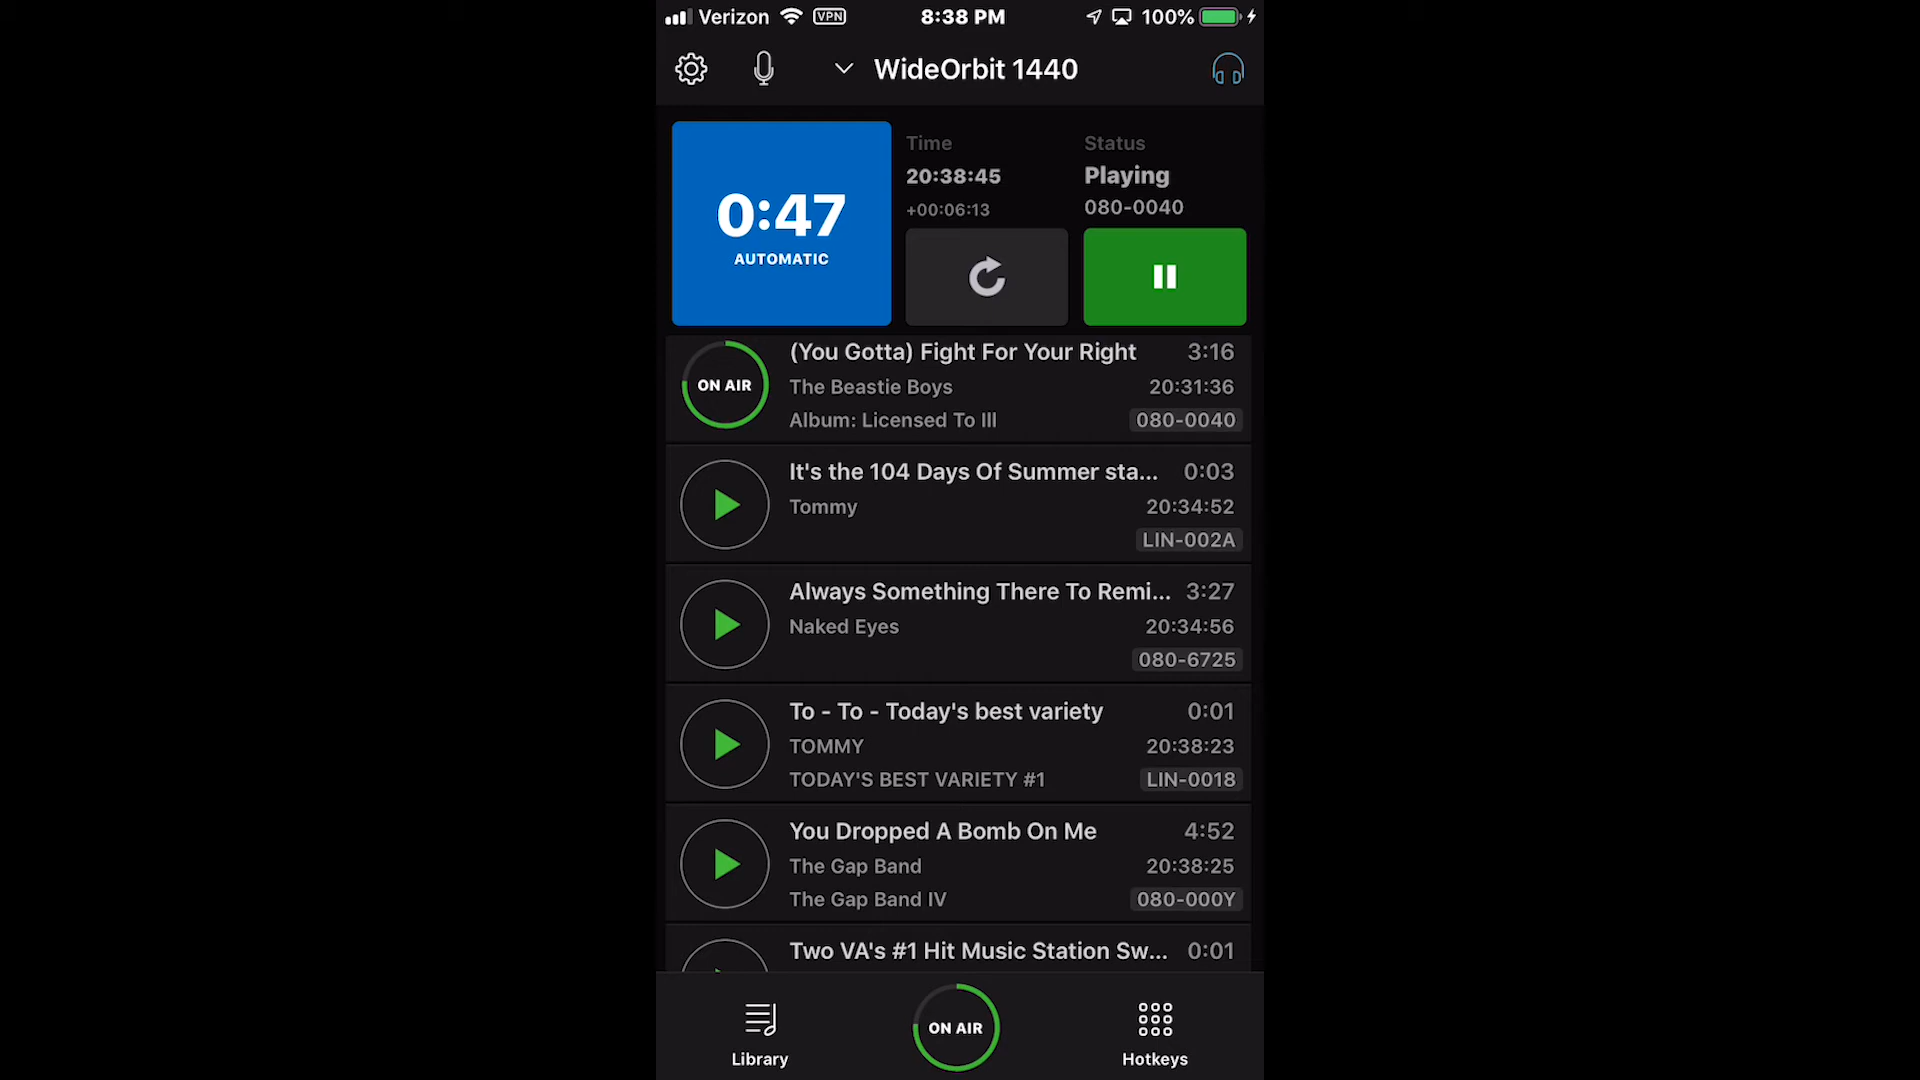 Verizon VPN 8:38 PM 100%
WideOrbit 1440
0:47
AUTOMATIC
Time
20:38:45
+00:06:13
Status
Playing
080-0040
ON AIR
(You Gotta) Fight For Your Right 3:16
The Beastie Boys 20:31:36
Album: Licensed To Ill 080-0040
It's the 104 Days Of Summer sta... 0:03
Tommy 20:34:52
LIN-002A
Always Something There To Remi... 3:27
Naked Eyes 20:34:56
080-6725
To - To - Today's best variety 0:01
TOMMY 20:38:23
TODAY'S BEST VARIETY #1 LIN-0018
You Dropped A Bomb On Me 4:52
The Gap Band 20:38:25
The Gap Band IV 080-000Y
Two VA's #1 Hit Music Station Sw... 0:01
Library
ON AIR
Hotkeys